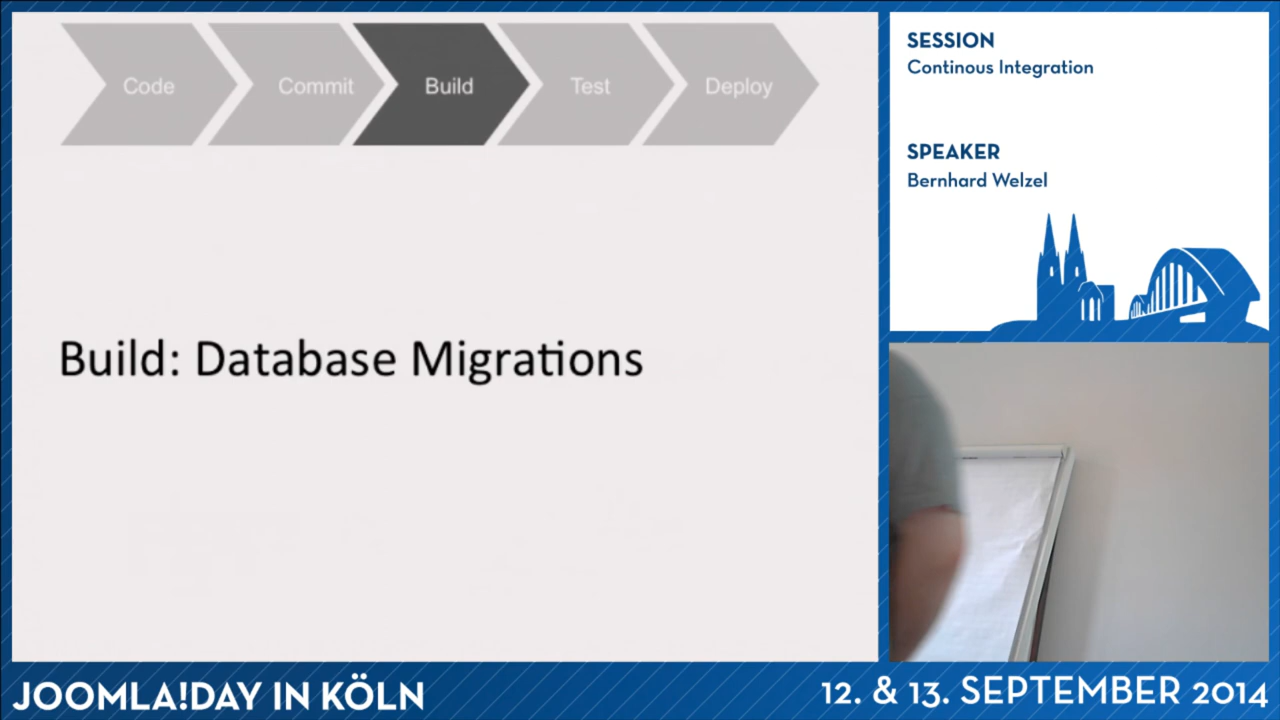 Code
Commit
Build
Test
Deploy
Build: Database Migrations
SESSION
Continous Integration
SPEAKER
Bernhard Welzel
JOOMLA!DAY IN KÖLN
12. & 13. SEPTEMBER 2014